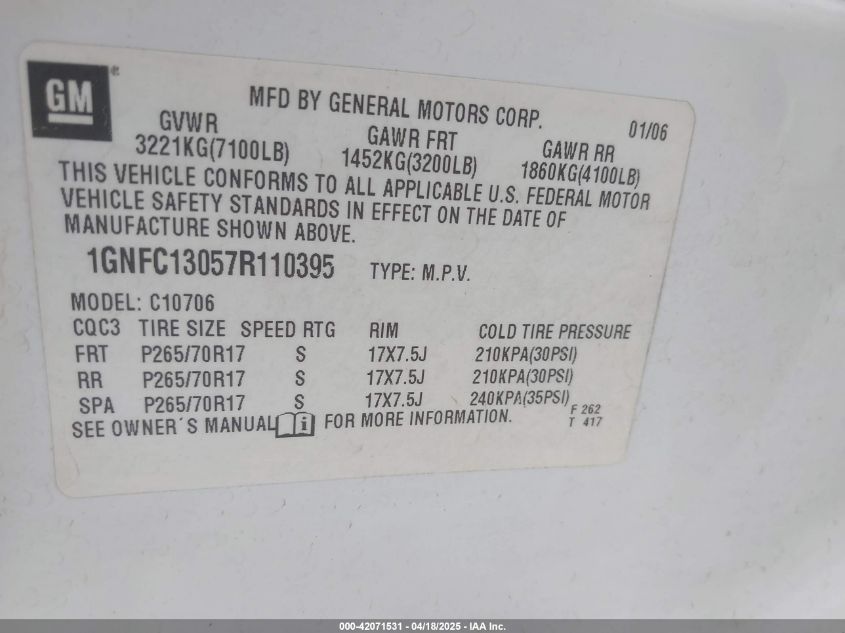 GM®
MFD BY GENERAL MOTORS CORP. 01/06
GVWR GAWR FRT GAWR RR
3221KG(7100LB) 1452KG(3200LB) 1860KG(4100LB)
THIS VEHICLE CONFORMS TO ALL APPLICABLE U.S. FEDERAL MOTOR
VEHICLE SAFETY STANDARDS IN EFFECT ON THE DATE OF
MANUFACTURE SHOWN ABOVE.
1GNFC13057R110395 TYPE: M.P.V.
MODEL: C10706
CQC3 TIRE SIZE SPEED RTG RIM COLD TIRE PRESSURE
FRT P265/70R17 S 17X7.5J 210KPA(30PSI)
RR P265/70R17 S 17X7.5J 210KPA(30PSI)
SPA P265/70R17 S 17X7.5J 240KPA(35PSI)
SEE OWNER´S MANUAL i FOR MORE INFORMATION.
F 262
T 417
000-42071531 - 04/18/2025 - IAA Inc.